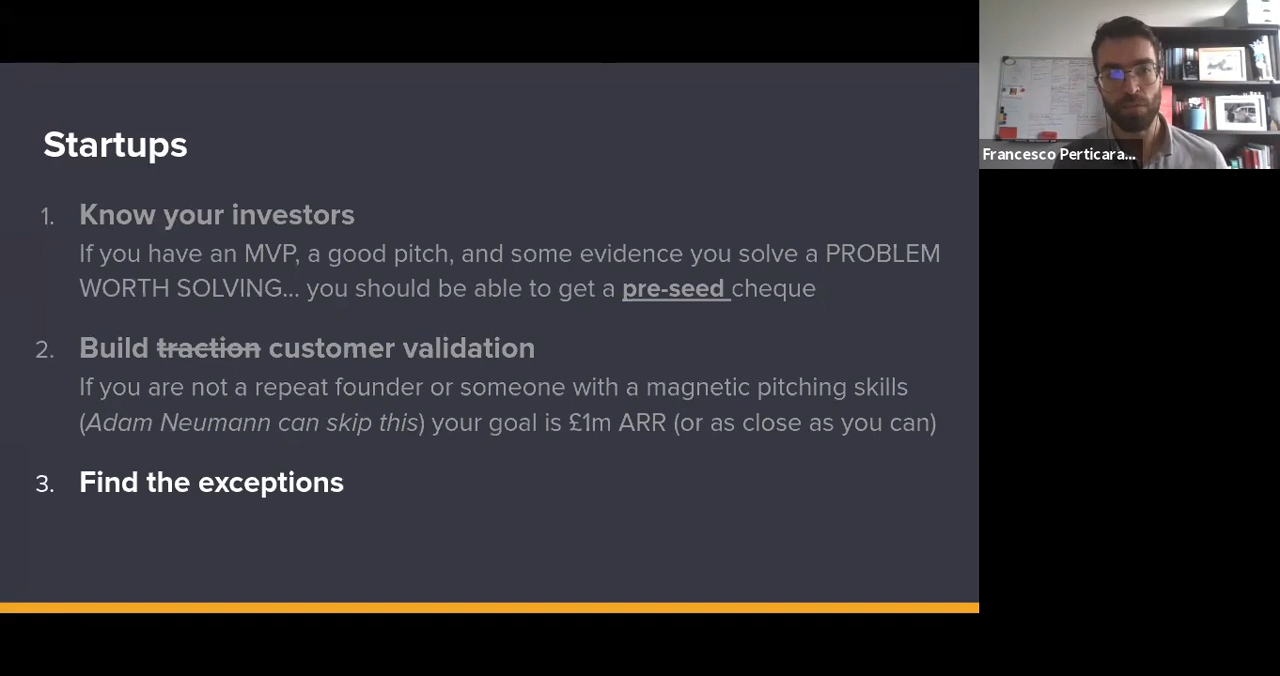 Startups
1. Know your investors
If you have an MVP, a good pitch, and some evidence you solve a PROBLEM
WORTH SOLVING... you should be able to get a pre-seed cheque
2. Build traction customer validation
If you are not a repeat founder or someone with a magnetic pitching skills
(Adam Neumann can skip this) your goal is £1m ARR (or as close as you can)
3. Find the exceptions
Francesco Perticara...